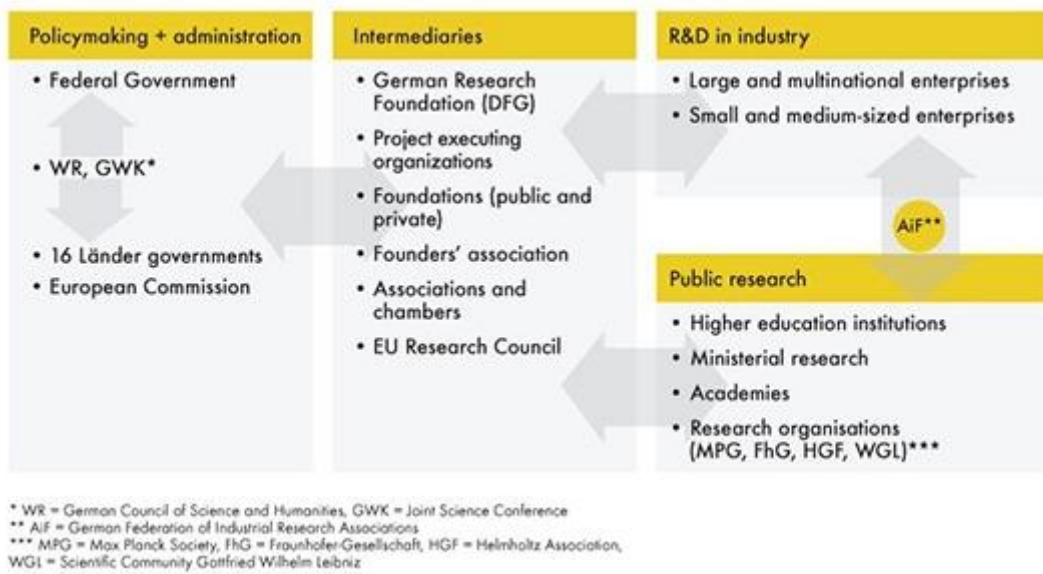 Policymaking + administration
• Federal Government
• WR, GWK*
• 16 Länder governments
• European Commission
Intermediaries
• German Research
Foundation (DFG)
• Project executing
organizations
• Foundations (public and
private)
• Founders' association
• Associations and
chambers
• EU Research Council
R&D in industry
• Large and multinational enterprises
• Small and medium-sized enterprises
AiF**
Public research
• Higher education institutions
• Ministerial research
• Academies
• Research organisations
(MPG, FhG, HGF, WGL)***
* WR = German Council of Science and Humanities, GWK = Joint Science Conference
** AiF = German Federation of Industrial Research Associations
*** MPG = Max Planck Society, FhG = Fraunhofer-Gesellschaft, HGF = Helmholtz Association,
WGL = Scientific Community Gottfried Wilhelm Leibniz